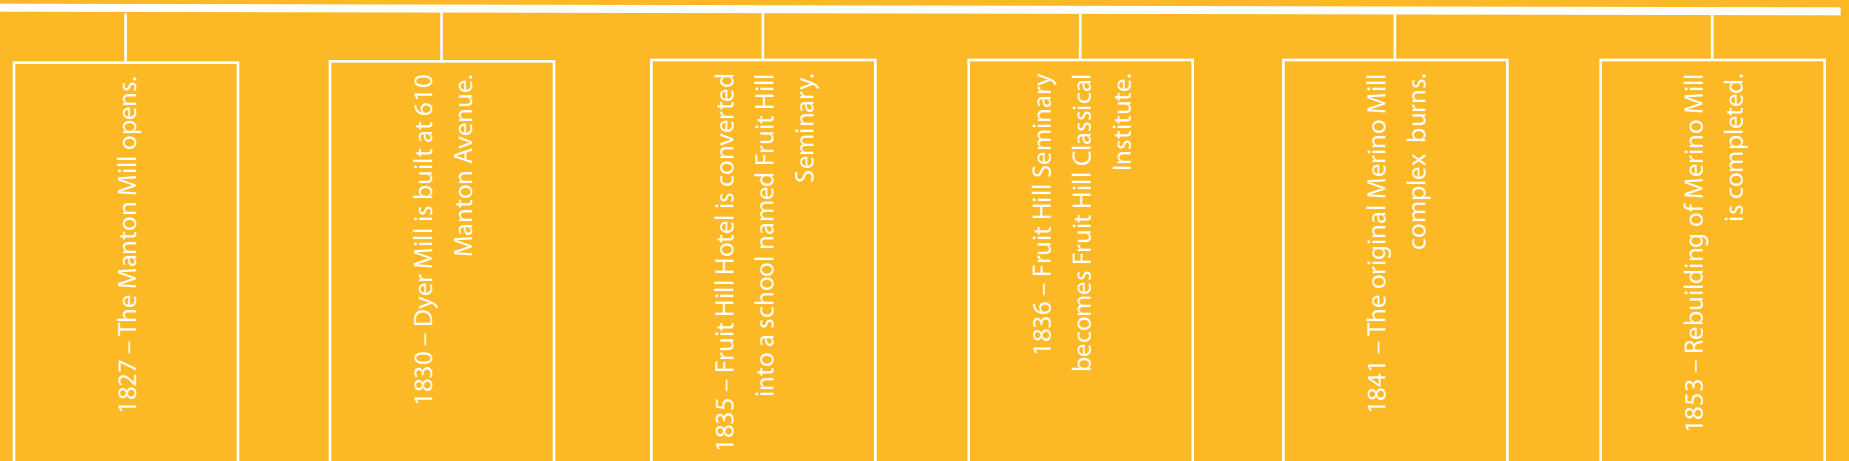 1827 – The Manton Mill opens.
1830 – Dyer Mill is built at 610
Manton Avenue.
1835 – Fruit Hill Hotel is converted
into a school named Fruit Hill
Seminary.
1836 – Fruit Hill Seminary
becomes Fruit Hill Classical
Institute.
1841 – The original Merino Mill
complex burns.
1853 – Rebuilding of Merino Mill
is completed.